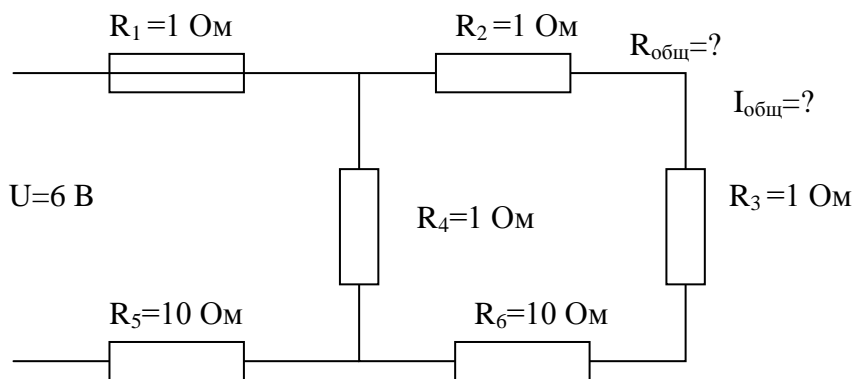 R₁=1 Ом
R₂=1 Ом
Rобщ=?
Iобщ=?
U=6 В
R₄=1 Ом
R₃=1 Ом
R₅=10 Ом
R₆=10 Ом